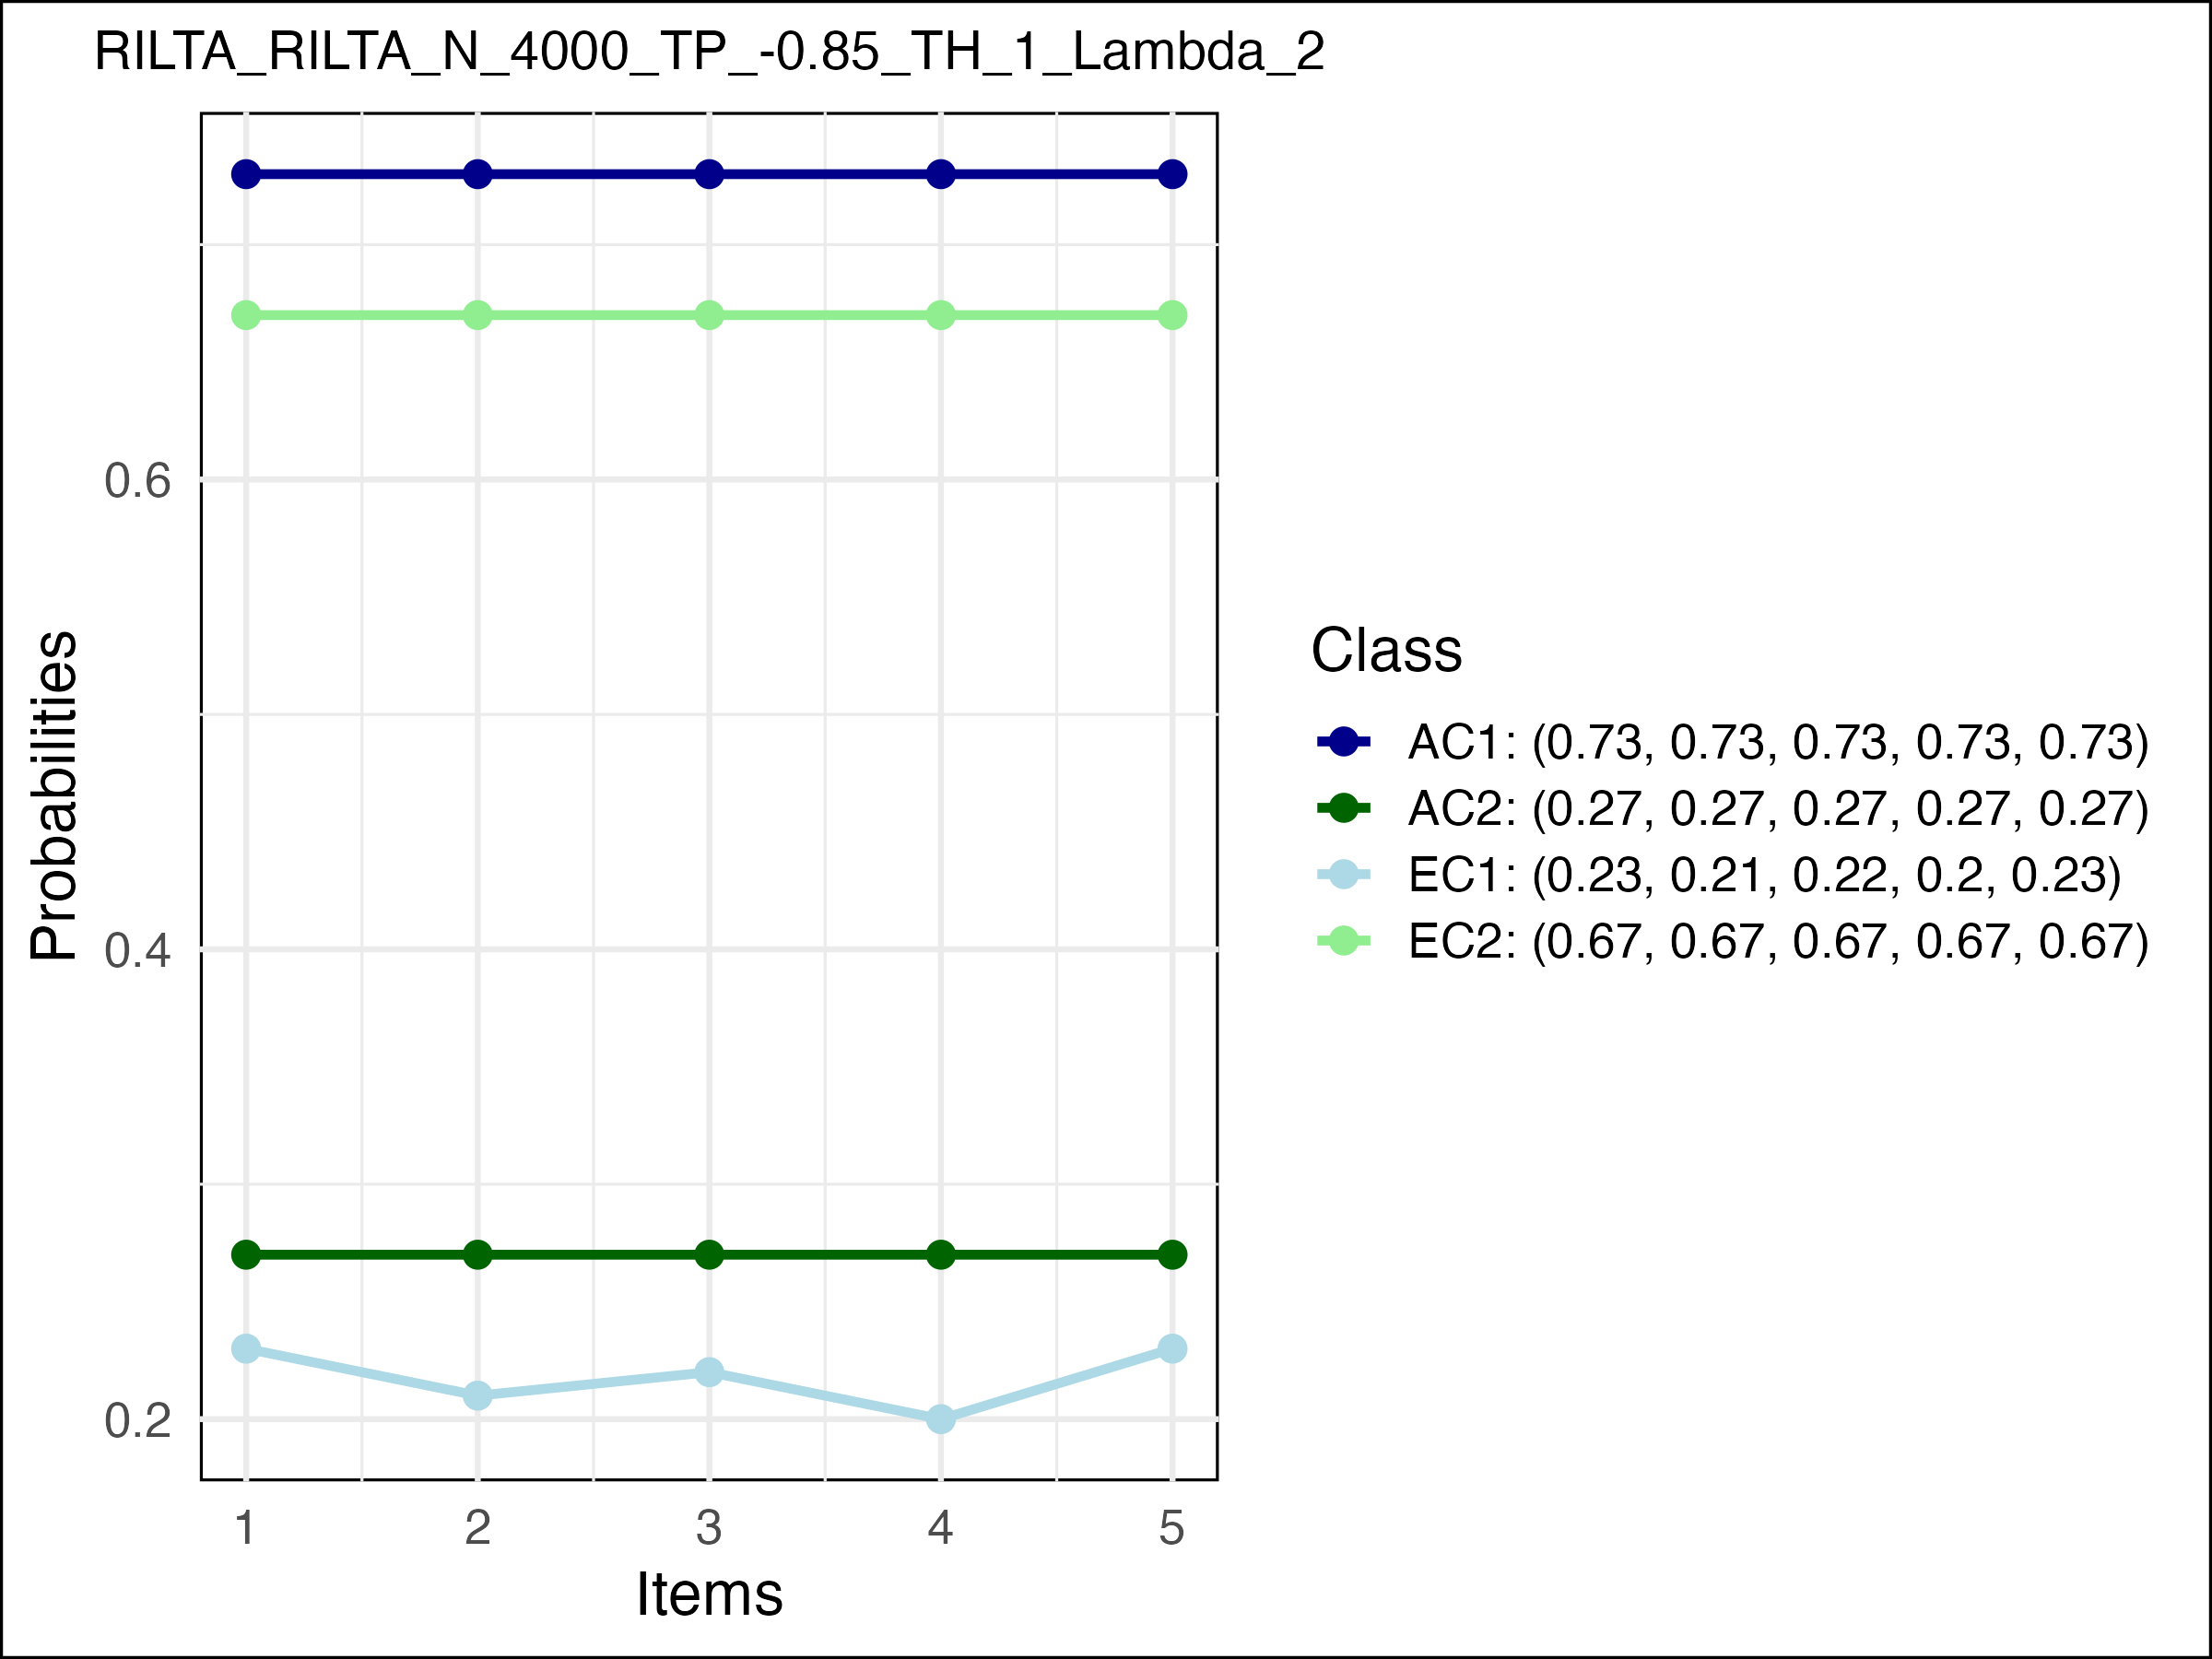 RILTA_RILTA_N_4000_TP_-0.85_TH_1_Lambda_2
Probabilities
0.6
0.4
0.2
1 2 3 4 5
Items
Class
AC1: (0.73, 0.73, 0.73, 0.73, 0.73)
AC2: (0.27, 0.27, 0.27, 0.27, 0.27)
EC1: (0.23, 0.21, 0.22, 0.2, 0.23)
EC2: (0.67, 0.67, 0.67, 0.67, 0.67)